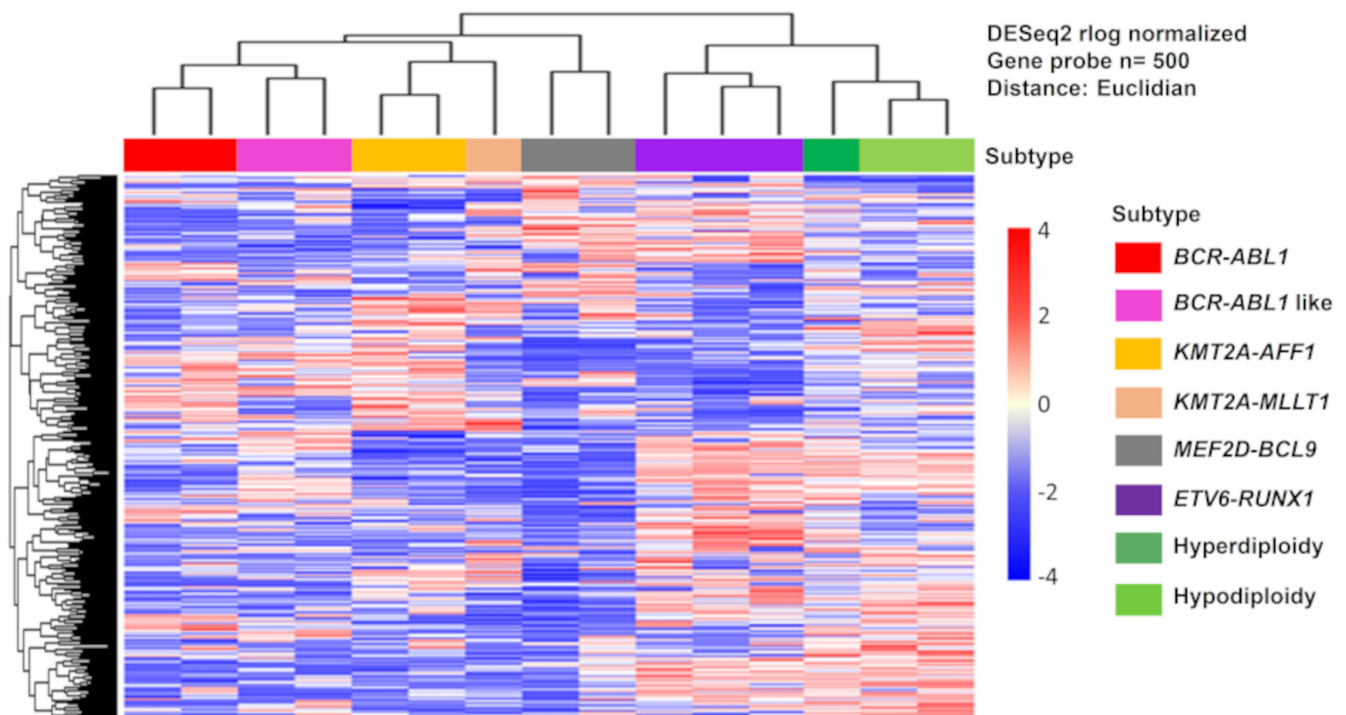 DESeq2 rlog normalized
Gene probe n= 500
Distance: Euclidian
Subtype
4
2
0
-2
-4
Subtype
BCR-ABL1
BCR-ABL1 like
KMT2A-AFF1
KMT2A-MLLT1
MEF2D-BCL9
ETV6-RUNX1
Hyperdiploidy
Hypodiploidy